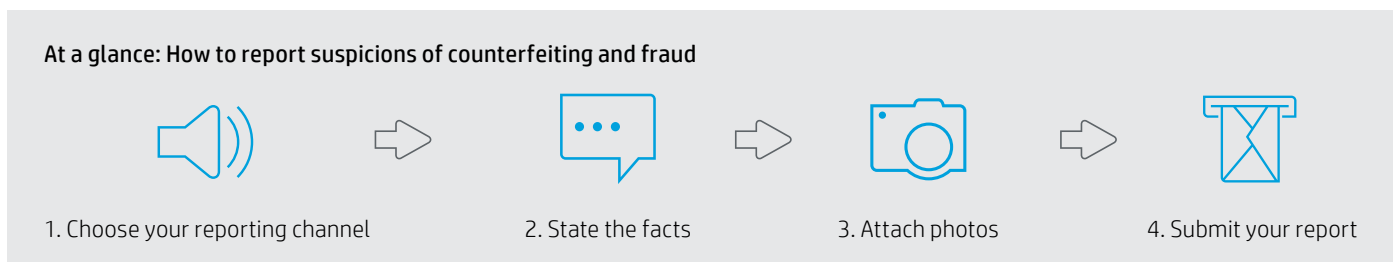 At a glance: How to report suspicions of counterfeiting and fraud
1. Choose your reporting channel
2. State the facts
3. Attach photos
4. Submit your report